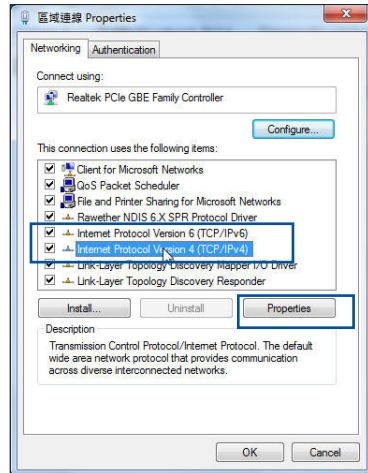 區域連線 Properties
Networking
Authentication
Connect using:
Realtek PCIe GBE Family Controller
Configure...
This connection uses the following items:
Client for Microsoft Networks
QoS Packet Scheduler
File and Printer Sharing for Microsoft Networks
Rawether NDIS 6.X SPR Protocol Driver
Internet Protocol Version 6 (TCP/IPv6)
Internet Protocol Version 4 (TCP/IPv4)
Link-Layer Topology Discovery Mapper I/O Driver
Link-Layer Topology Discovery Responder
Install...
Uninstall
Properties
Description
Transmission Control Protocol/Internet Protocol. The default
wide area network protocol that provides communication
across diverse interconnected networks.
OK
Cancel